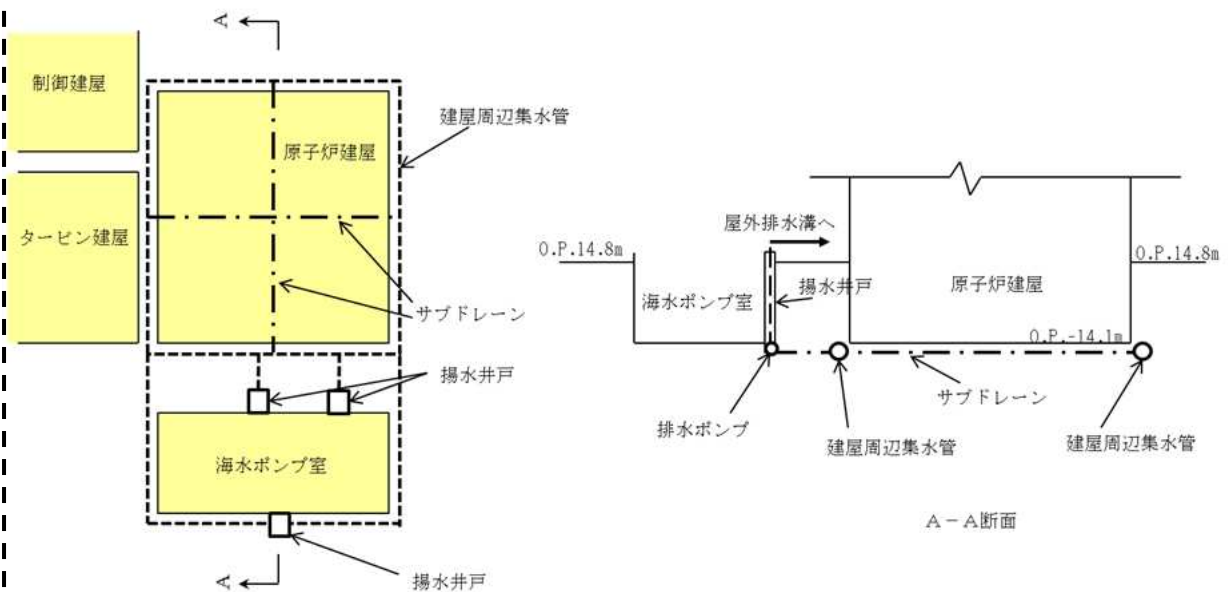 A
制御建屋
建屋周辺集水管
原子炉建屋
タービン建屋
サブドレーン
揚水井戸
海水ポンプ室
揚水井戸
A
屋外排水溝へ
O.P.14.8m
O.P.14.8m
海水ポンプ室
揚水井戸
原子炉建屋
O.P.-14.1m
サブドレーン
排水ポンプ
建屋周辺集水管
建屋周辺集水管
A-A断面